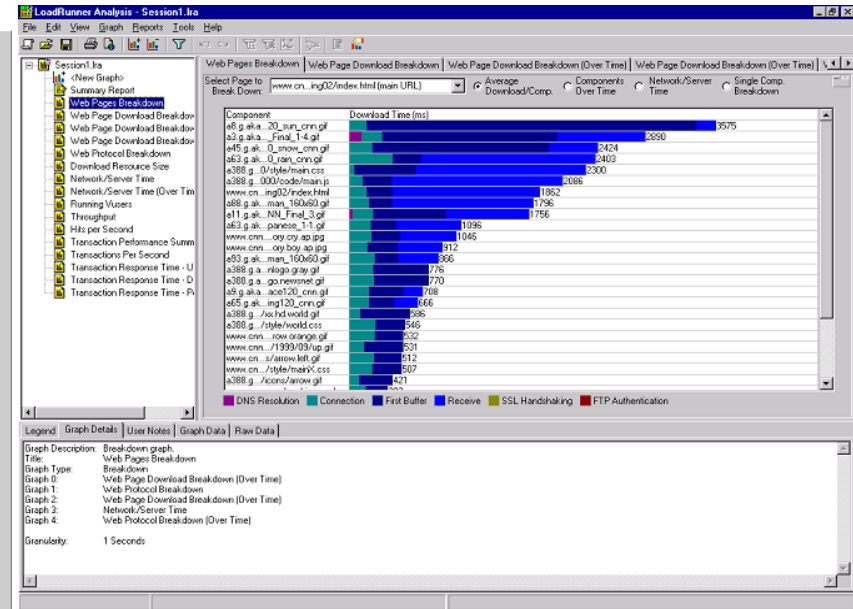 LoadRunner Analysis - Session1.lra
File Edit View Graph Reports Tools Help
Session1.lra
<New Graph>
Summary Report
Web Pages Breakdown
Web Page Download Breakdov
Web Page Download Breakdov
Web Page Download Breakdov
Web Protocol Breakdown
Download Resource Size
Network/Server Time
Network/Server Time (Over Tim
Running Vusers
Throughput
Hits per Second
Transaction Performance Summ
Transactions Per Second
Transaction Response Time - U
Transaction Response Time - D
Transaction Response Time - P
Web Pages Breakdown Web Page Download Breakdown Web Page Download Breakdown (Over Time) Web Page Download Breakdown (Over Time)
Select Page to Break Down: www.cn...ing02/index.html (main URL) Average Download/Comp. Components Over Time Network/Server Time Single Comp. Breakdown
Component Download Time (ms)
a8.g.aka...20_sun_cnn.gif 3575
a3.g.aka..._Final_1-4.gif 2890
a45.g.ak...0_snow_cnn.gif 2424
a63.g.ak...0_rain_cnn.gif 2403
a388.g...0/style/main.css 2300
a388.g...000/code/main.js 2086
www.cn...ing02/index.html 1862
a88.g.ak...man_160x60.gif 1796
a11.g.ak...NN_Final_3.gif 1756
a63.g.ak...panese_1-1.gif 1096
www.cnn....ory.cry.ap.jpg 1046
www.cnn....ory.boy.ap.jpg 912
a93.g.ak...man_160x60.gif 866
a388.g.a...nlogo.gray.gif 776
a388.g.a...go.newsnet.gif 770
a9.g.aka...ace120_cnn.gif 708
a65.g.ak...ing120_cnn.gif 666
a388.g.../xx.hd.world.gif 586
a388.g.../style/world.css 546
www.cnn....row.orange.gif 532
www.cnn.../1999/09/up.gif 531
www.cn...s/arrow.left.gif 512
www.cnn.../style/mainX.css 507
a388.g.../icons/arrow.gif 421
DNS Resolution Connection First Buffer Receive SSL Handshaking FTP Authentication
Legend Graph Details User Notes Graph Data Raw Data
Graph Description: Breakdown graph.
Title: Web Pages Breakdown
Graph Type: Breakdown
Graph 0: Web Page Download Breakdown (Over Time)
Graph 1: Web Protocol Breakdown
Graph 2: Web Page Download Breakdown (Over Time)
Graph 3: Network/Server Time
Graph 4: Web Protocol Breakdown (Over Time)
Granularity: 1 Seconds